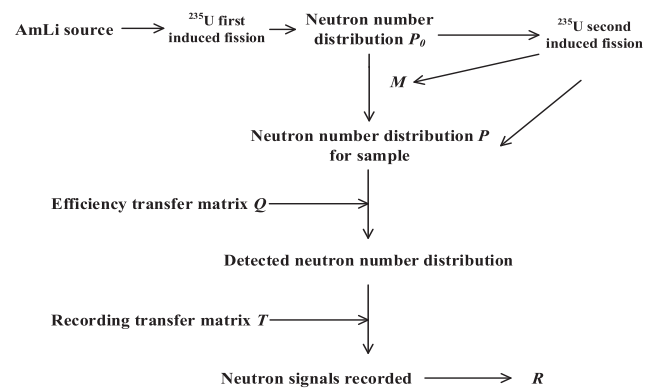 AmLi source
²³⁵U first
induced fission
Neutron number
distribution P₀
²³⁵U second
induced fission
M
Neutron number distribution P
for sample
Efficiency transfer matrix Q
Detected neutron number distribution
Recording transfer matrix T
Neutron signals recorded
R